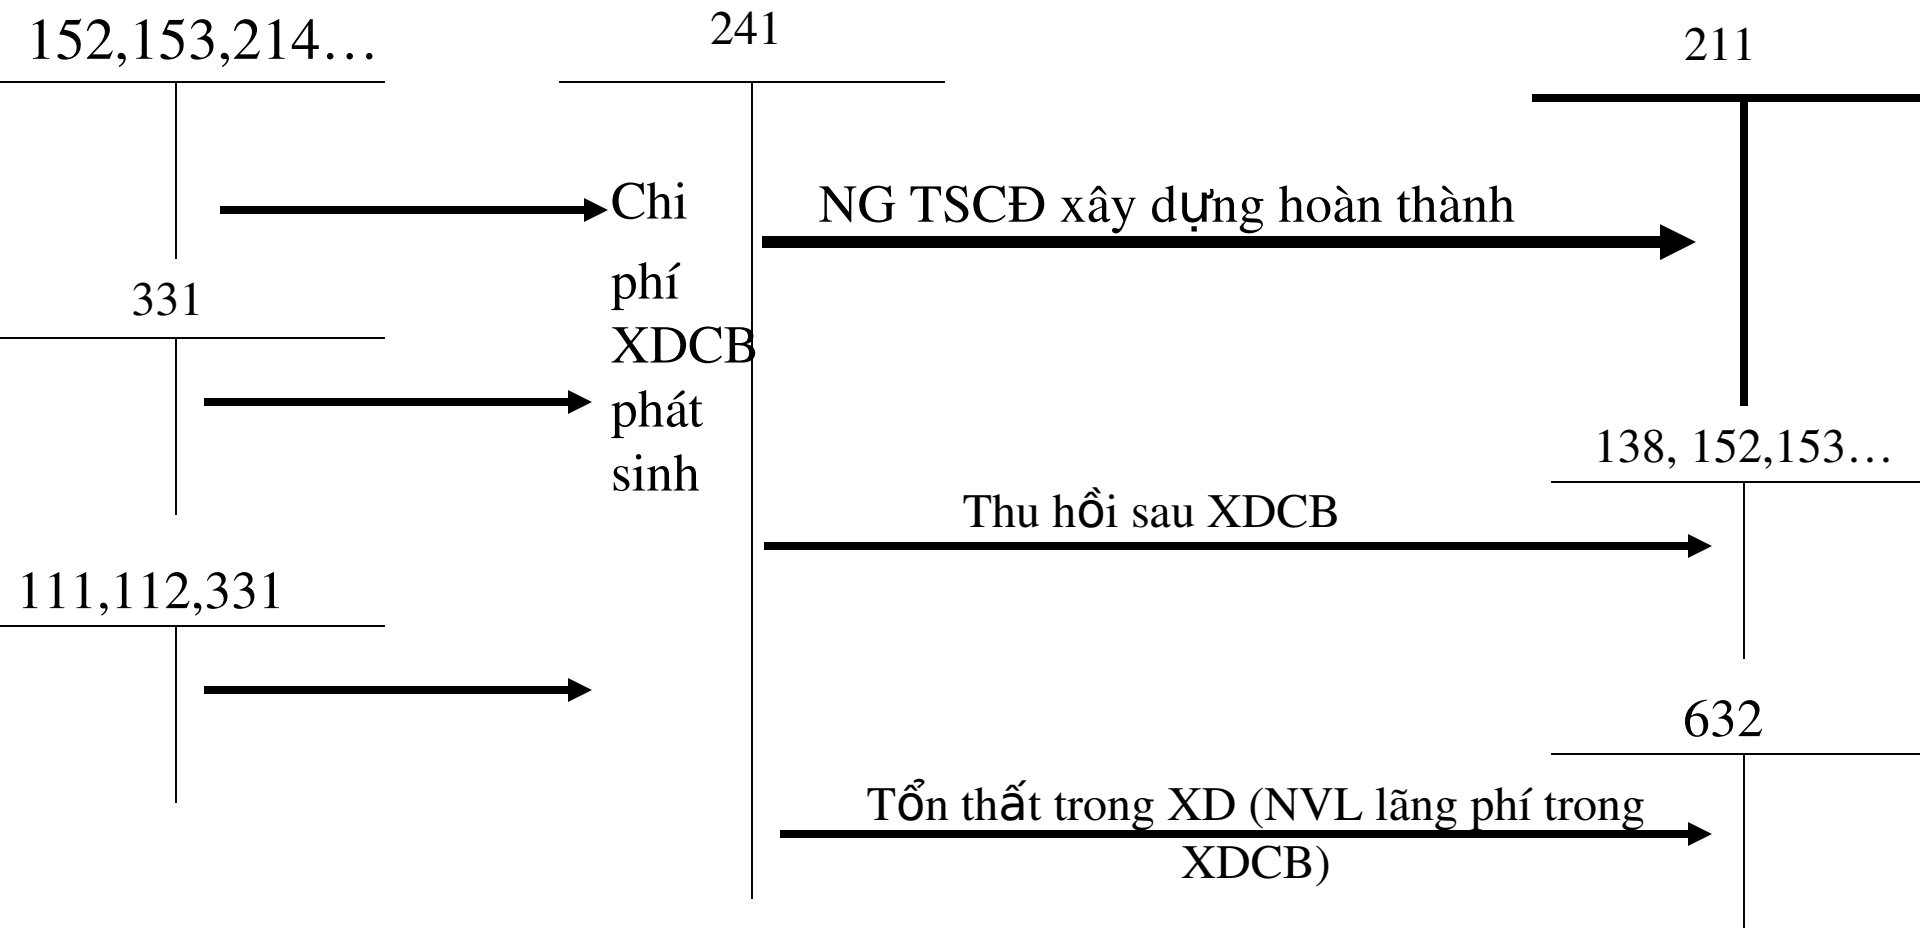 152,153,214…
241
211
Chi
phí
XDCB
phát
sinh
NG TSCĐ xây dựng hoàn thành
331
138, 152,153…
Thu hồi sau XDCB
111,112,331
632
Tổn thất trong XD (NVL lãng phí trong
XDCB)